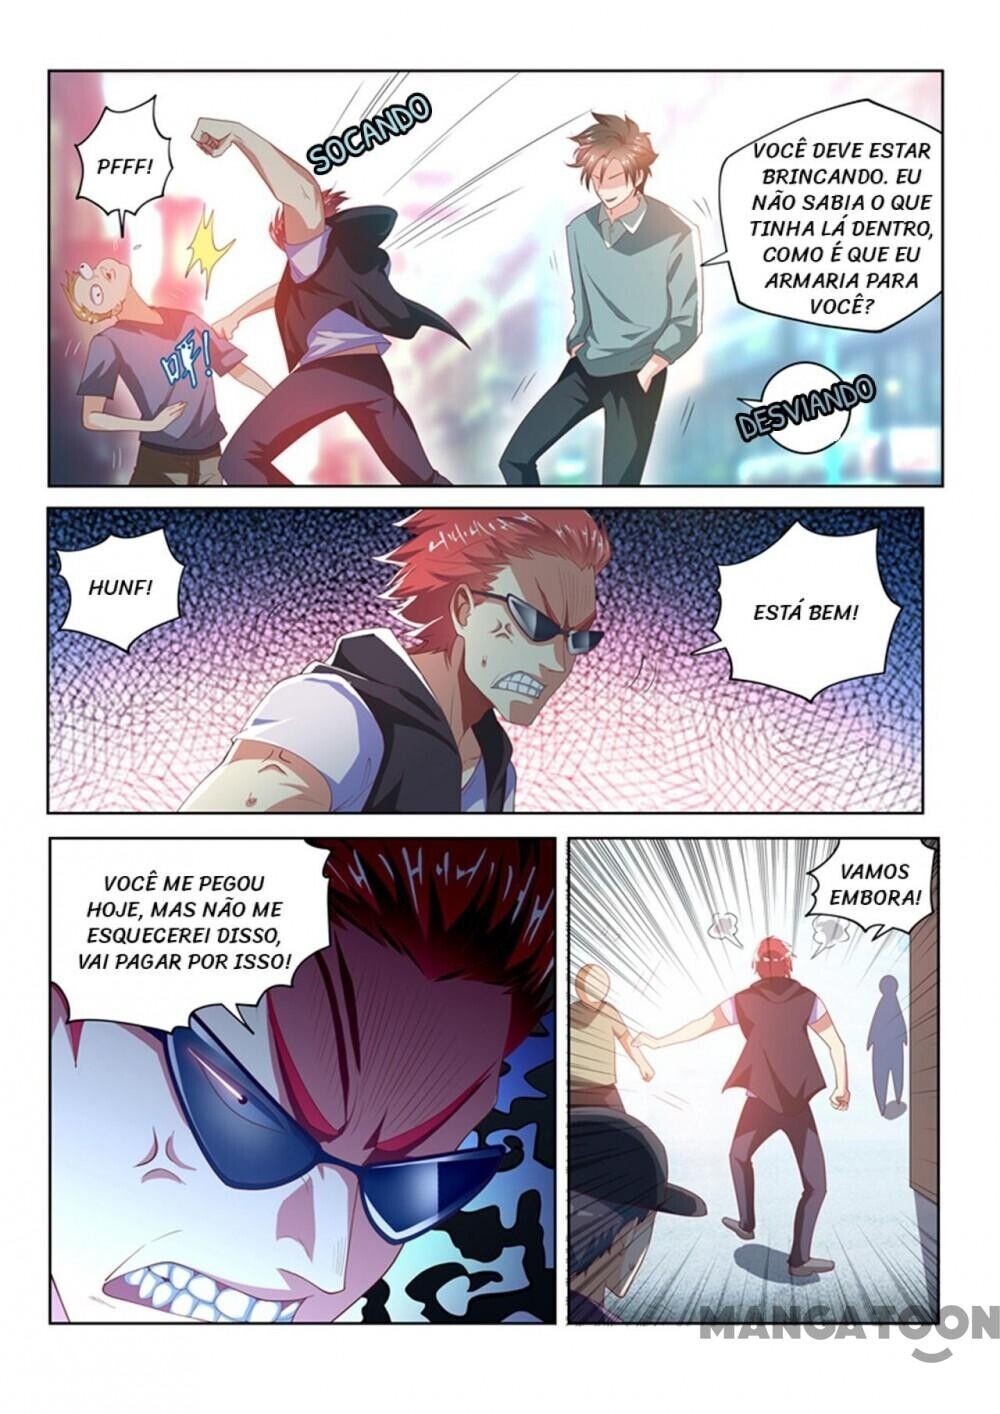 PFFF!
SOCANDO
VOCÊ DEVE ESTAR
BRINCANDO. EU
NÃO SABIA O QUE
TINHA LÁ DENTRO,
COMO É QUE EU
ARMARIA PARA
VOCÊ?
DESVIANDO
HUNF!
ESTÁ BEM!
VOCÊ ME PEGOU
HOJE, MAS NÃO ME
ESQUECEREI DISSO,
VAI PAGAR POR ISSO!
VAMOS
EMBORA!
MANGATOON